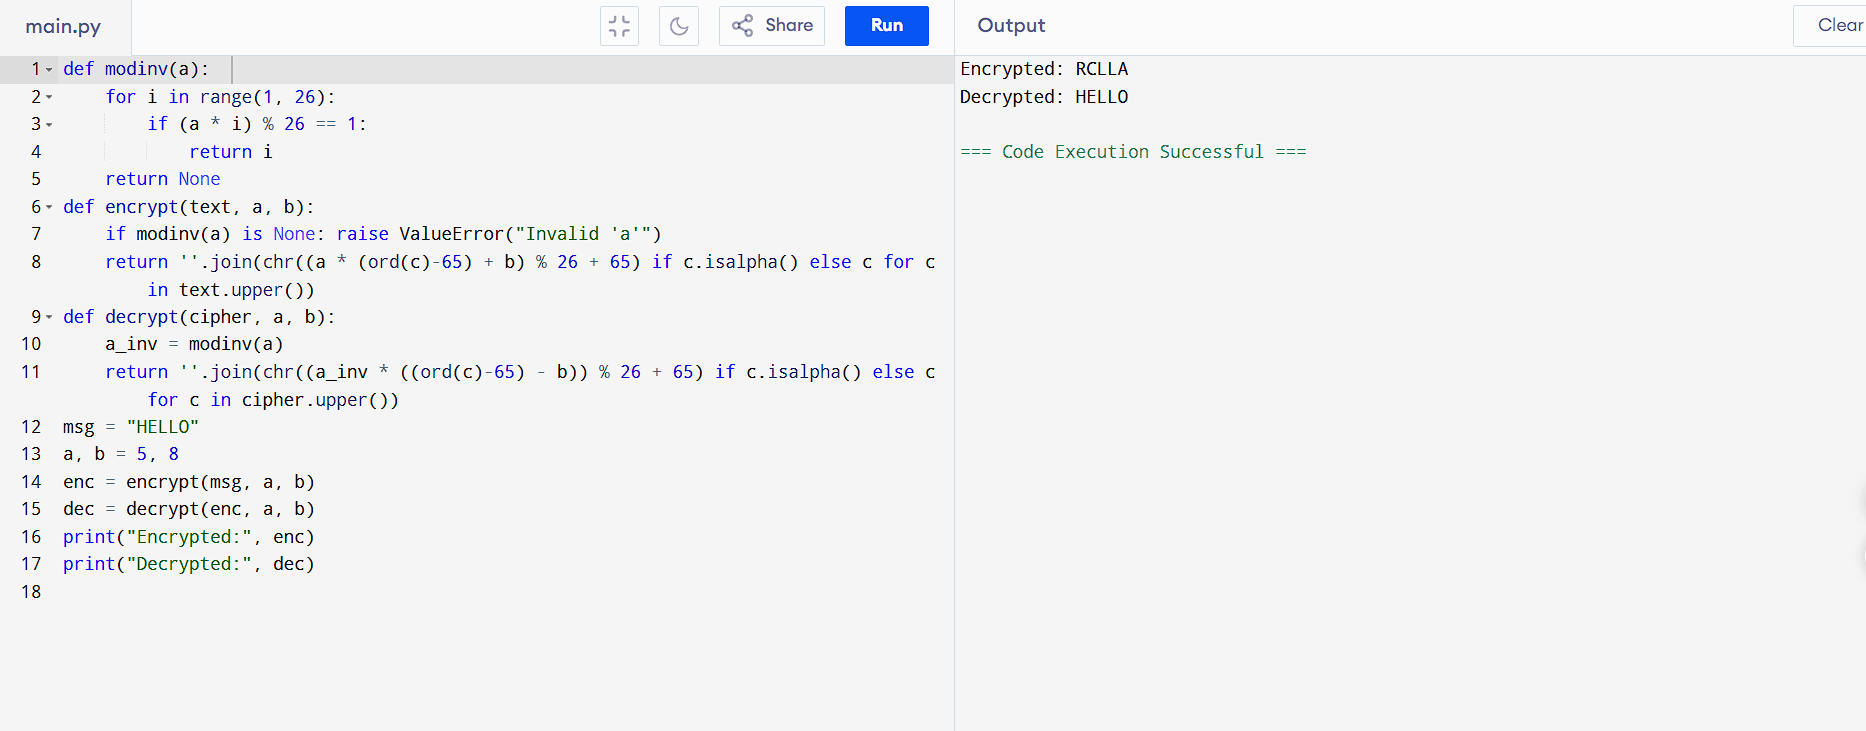 main.py
Share
Run
Output
Clear
1 def modinv(a):
2     for i in range(1, 26):
3         if (a * i) % 26 == 1:
4             return i
5     return None
6 def encrypt(text, a, b):
7     if modinv(a) is None: raise ValueError("Invalid 'a'")
8     return ''.join(chr((a * (ord(c)-65) + b) % 26 + 65) if c.isalpha() else c for c
        in text.upper())
9 def decrypt(cipher, a, b):
10     a_inv = modinv(a)
11     return ''.join(chr((a_inv * ((ord(c)-65) - b)) % 26 + 65) if c.isalpha() else c
        for c in cipher.upper())
12 msg = "HELLO"
13 a, b = 5, 8
14 enc = encrypt(msg, a, b)
15 dec = decrypt(enc, a, b)
16 print("Encrypted:", enc)
17 print("Decrypted:", dec)
18
Encrypted: RCLLA
Decrypted: HELLO
=== Code Execution Successful ===